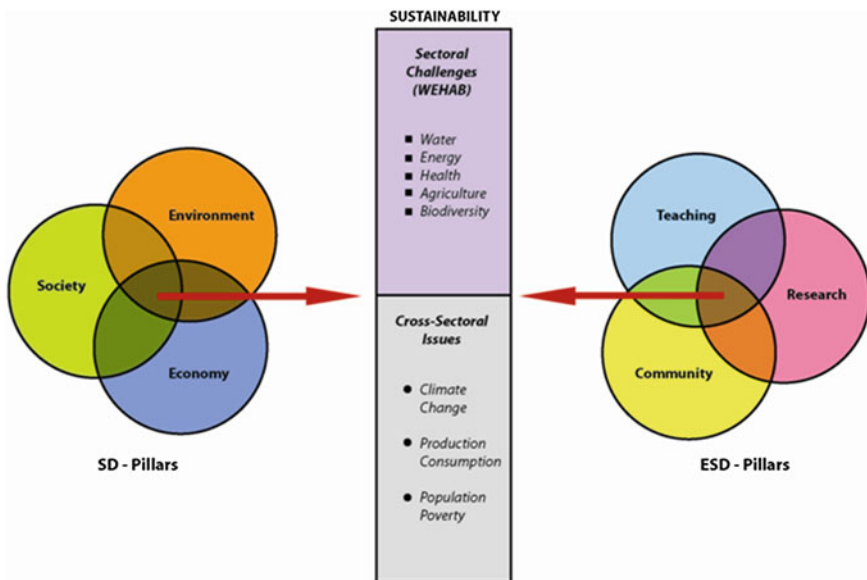 SUSTAINABILITY
Sectoral
Challenges
(WEHAB)
Water
Energy
Health
Agriculture
Biodiversity
Cross-Sectoral
Issues
Climate
Change
Production
Consumption
Population
Poverty
Environment
Society
Economy
SD - Pillars
Teaching
Research
Community
ESD - Pillars